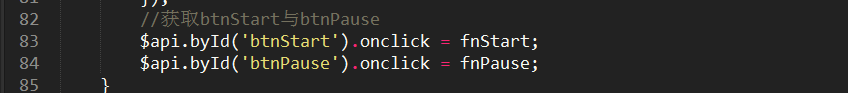 81 });
82 //获取btnStart与btnPause
83 $api.byId('btnStart').onclick = fnStart;
84 $api.byId('btnPause').onclick = fnPause;
85 }